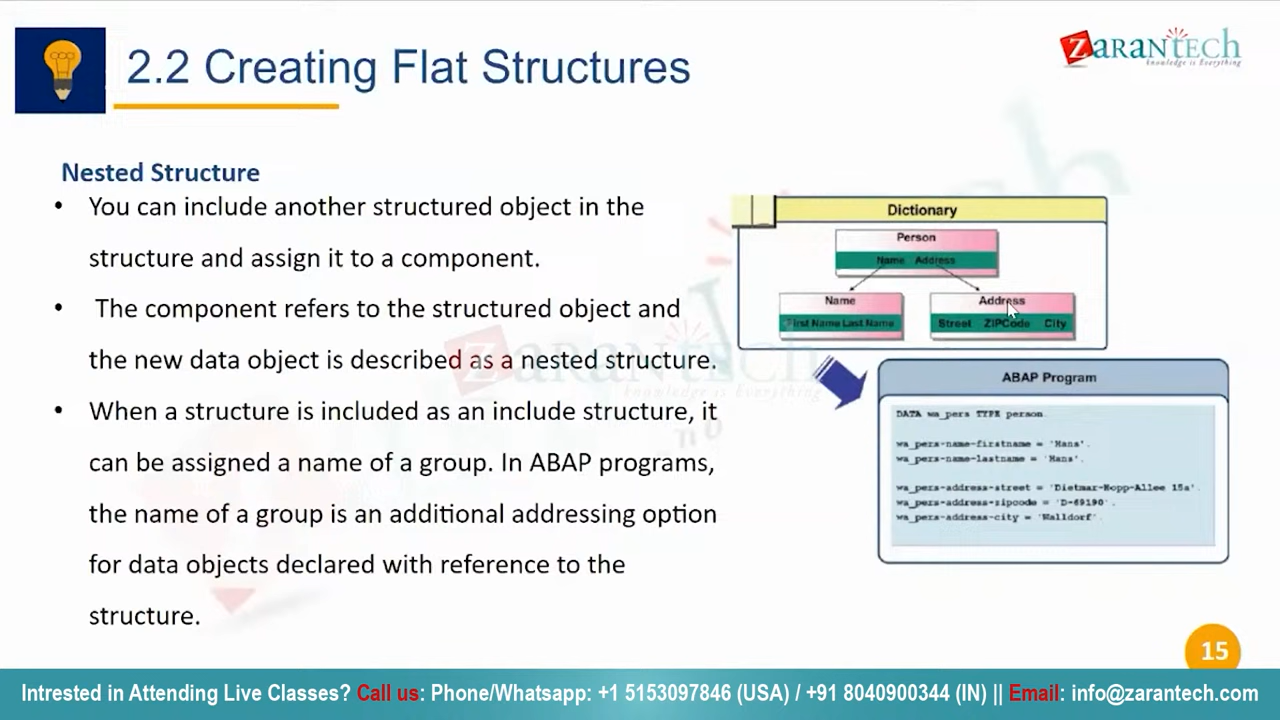 2.2 Creating Flat Structures
ZARANTECH
Knowledge is Everything
Nested Structure
• You can include another structured object in the
structure and assign it to a component.
• The component refers to the structured object and
the new data object is described as a nested structure.
• When a structure is included as an include structure, it
can be assigned a name of a group. In ABAP programs,
the name of a group is an additional addressing option
for data objects declared with reference to the
structure.
Dictionary
Person
Name Address
Name
First Name Last Name
Address
Street ZIPCode City
ABAP Program
DATA wa_pers TYPE person.
wa_pers-name-firstname = 'Hans'.
wa_pers-name-lastname = 'Hans'.
wa_pers-address-street = 'Dietmar-Hopp-Allee 15a'.
wa_pers-address-zipcode = 'D-69190'.
wa_pers-address-city = 'Walldorf'.
ZARANTECH
knowledge is Everything
15
Intrested in Attending Live Classes? Call us: Phone/Whatsapp: +1 5153097846 (USA) / +91 8040900344 (IN) || Email: info@zarantech.com